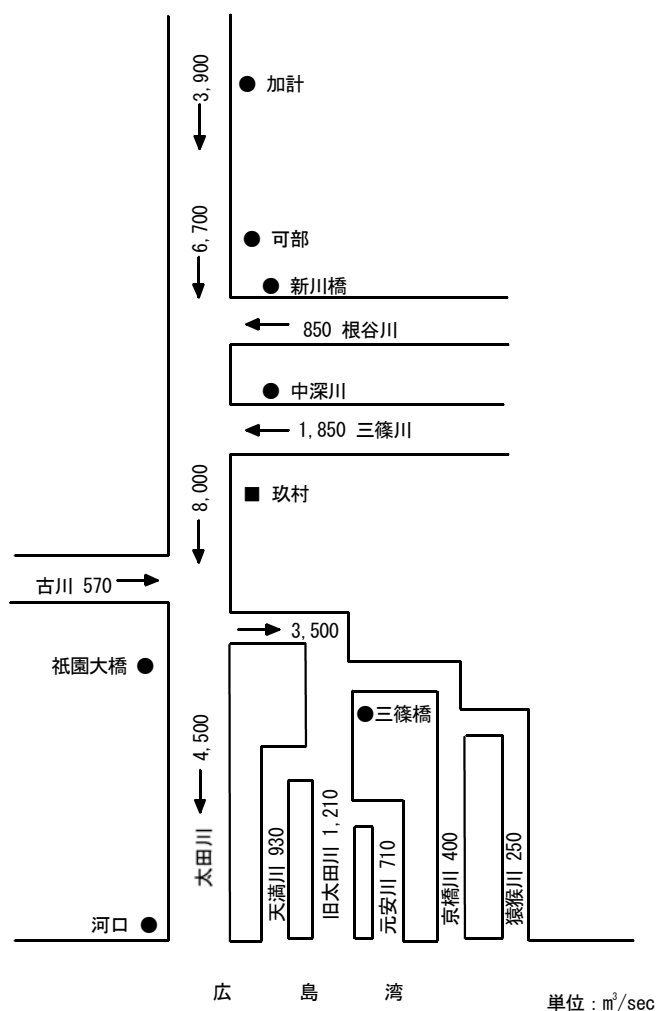 3,900
加計
6,700
可部
新川橋
850 根谷川
中深川
1,850 三篠川
8,000
玖村
古川 570
3,500
祇園大橋
三篠橋
4,500
太田川
天満川 930
旧太田川 1,210
元安川 710
京橋川 400
猿猴川 250
河口
広島湾
単位：m³/sec